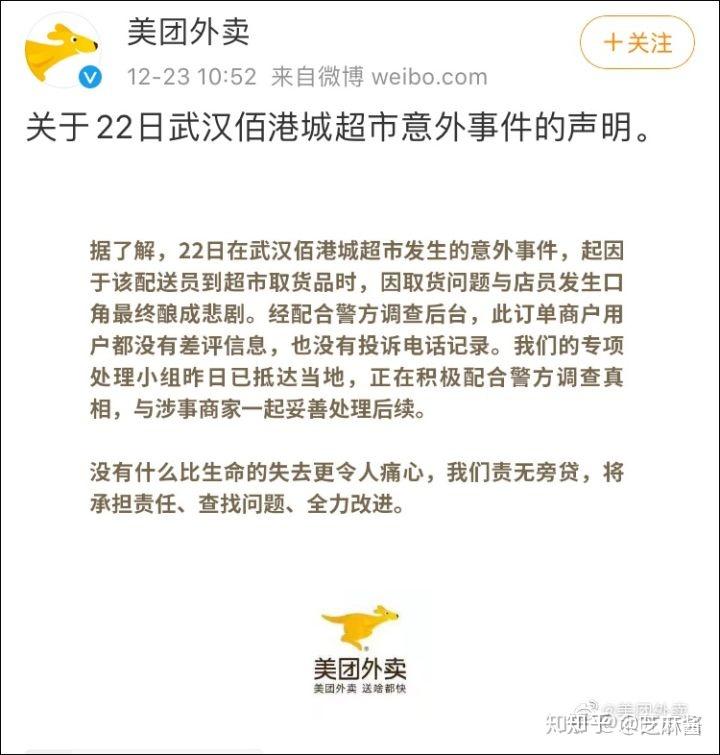 美团外卖
+关注
12-23 10:52 来自微博 weibo.com
关于22日武汉佰港城超市意外事件的声明。
据了解，22日在武汉佰港城超市发生的意外事件，起因
于该配送员到超市取货品时，因取货问题与店员发生口
角最终酿成悲剧。经配合警方调查后台，此订单商户用
户都没有差评信息，也没有投诉电话记录。我们的专项
处理小组昨日已抵达当地，正在积极配合警方调查真
相，与涉事商家一起妥善处理后续。
没有什么比生命的失去更令人痛心，我们责无旁贷，将
承担责任、查找问题、全力改进。
美团外卖
美团外卖 送啥都快
@美团外卖
知乎 @芝麻酱